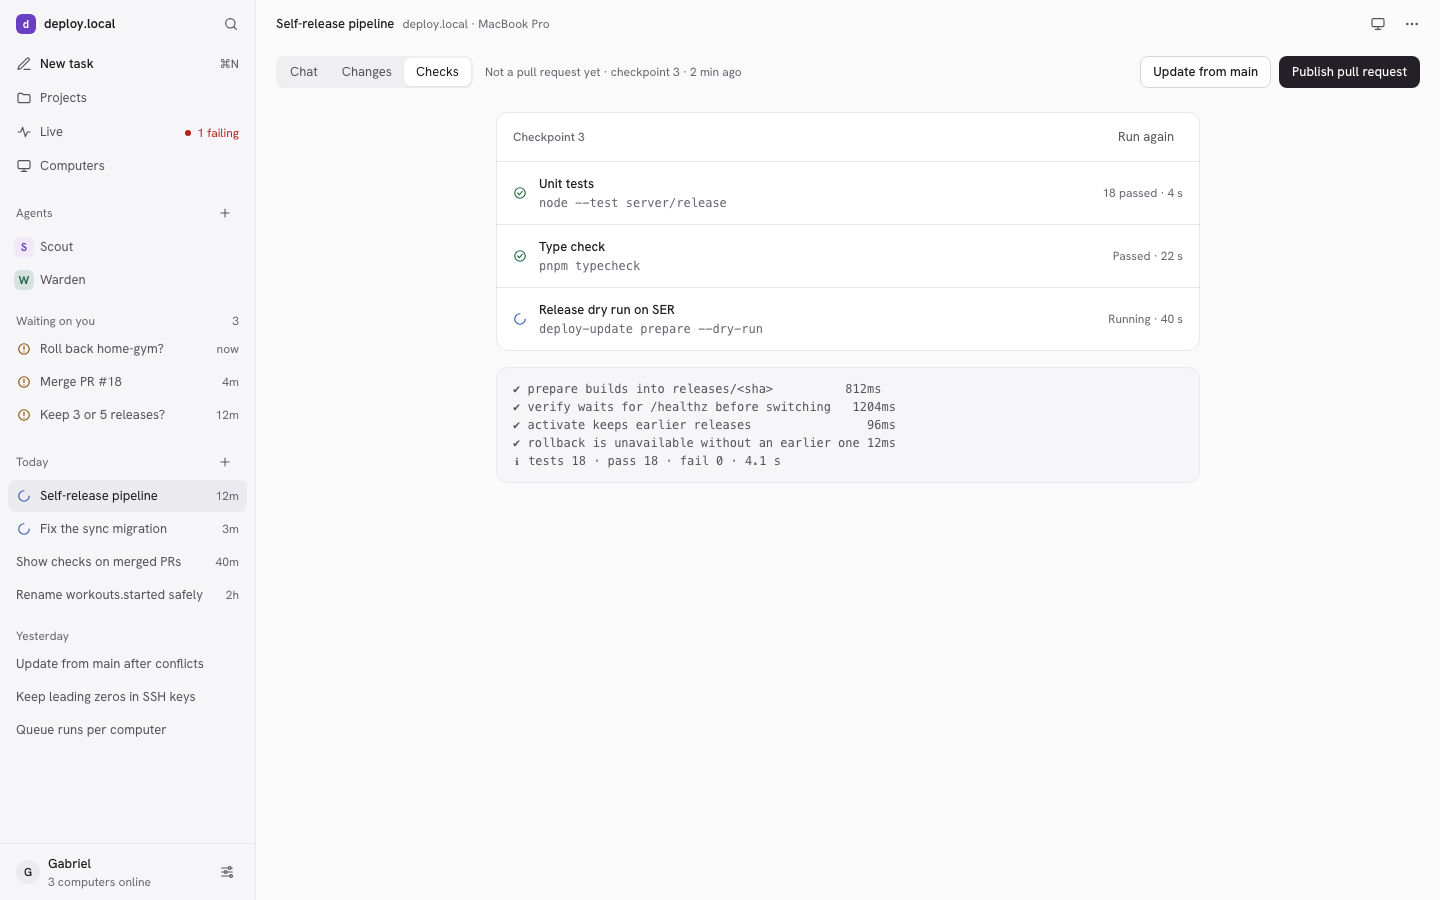 d deploy.local
New task ⌘N
Projects
Live 1 failing
Computers
Agents
S Scout
W Warden
Waiting on you 3
Roll back home-gym? now
Merge PR #18 4m
Keep 3 or 5 releases? 12m
Today
Self-release pipeline 12m
Fix the sync migration 3m
Show checks on merged PRs 40m
Rename workouts.started safely 2h
Yesterday
Update from main after conflicts
Keep leading zeros in SSH keys
Queue runs per computer
G Gabriel
3 computers online
Self-release pipeline deploy.local · MacBook Pro
Chat Changes Checks Not a pull request yet · checkpoint 3 · 2 min ago Update from main Publish pull request
Checkpoint 3 Run again
Unit tests
node --test server/release 18 passed · 4 s
Type check
pnpm typecheck Passed · 22 s
Release dry run on SER
deploy-update prepare --dry-run Running · 40 s
✔ prepare builds into releases/<sha> 812ms
✔ verify waits for /healthz before switching 1204ms
✔ activate keeps earlier releases 96ms
✔ rollback is unavailable without an earlier one 12ms
ℹ tests 18 · pass 18 · fail 0 · 4.1 s